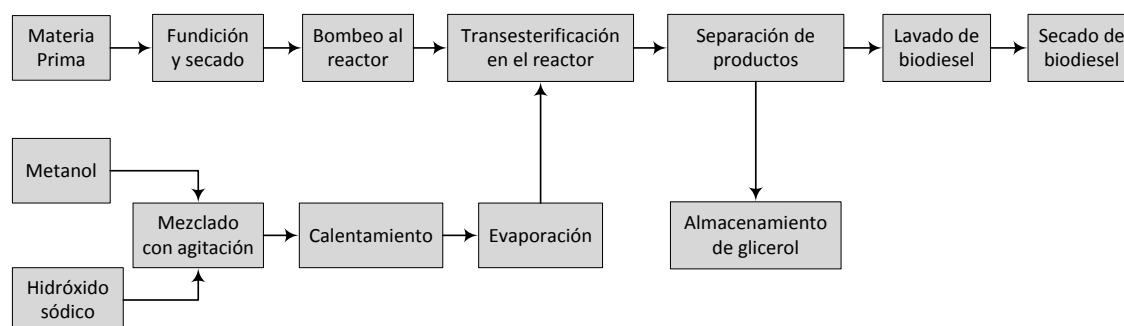 Materia
Prima
Fundición
y secado
Bombeo al
reactor
Transesterificación
en el reactor
Separación de
productos
Lavado de
biodiesel
Secado de
biodiesel
Metanol
Mezclado
con agitación
Calentamiento
Evaporación
Almacenamiento
de glicerol
Hidróxido
sódico